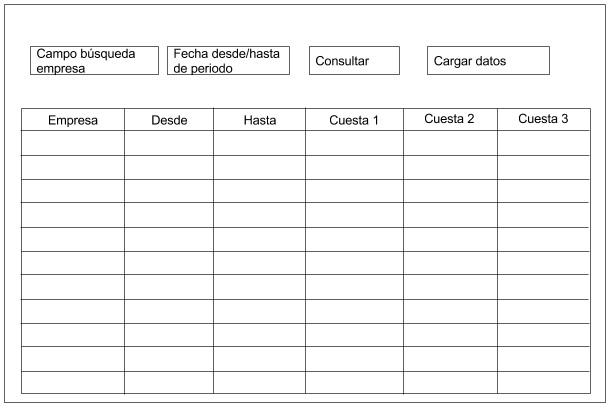 Campo búsqueda
empresa
Fecha desde/hasta
de periodo
Consultar
Cargar datos
Empresa Desde Hasta Cuesta 1 Cuesta 2 Cuesta 3